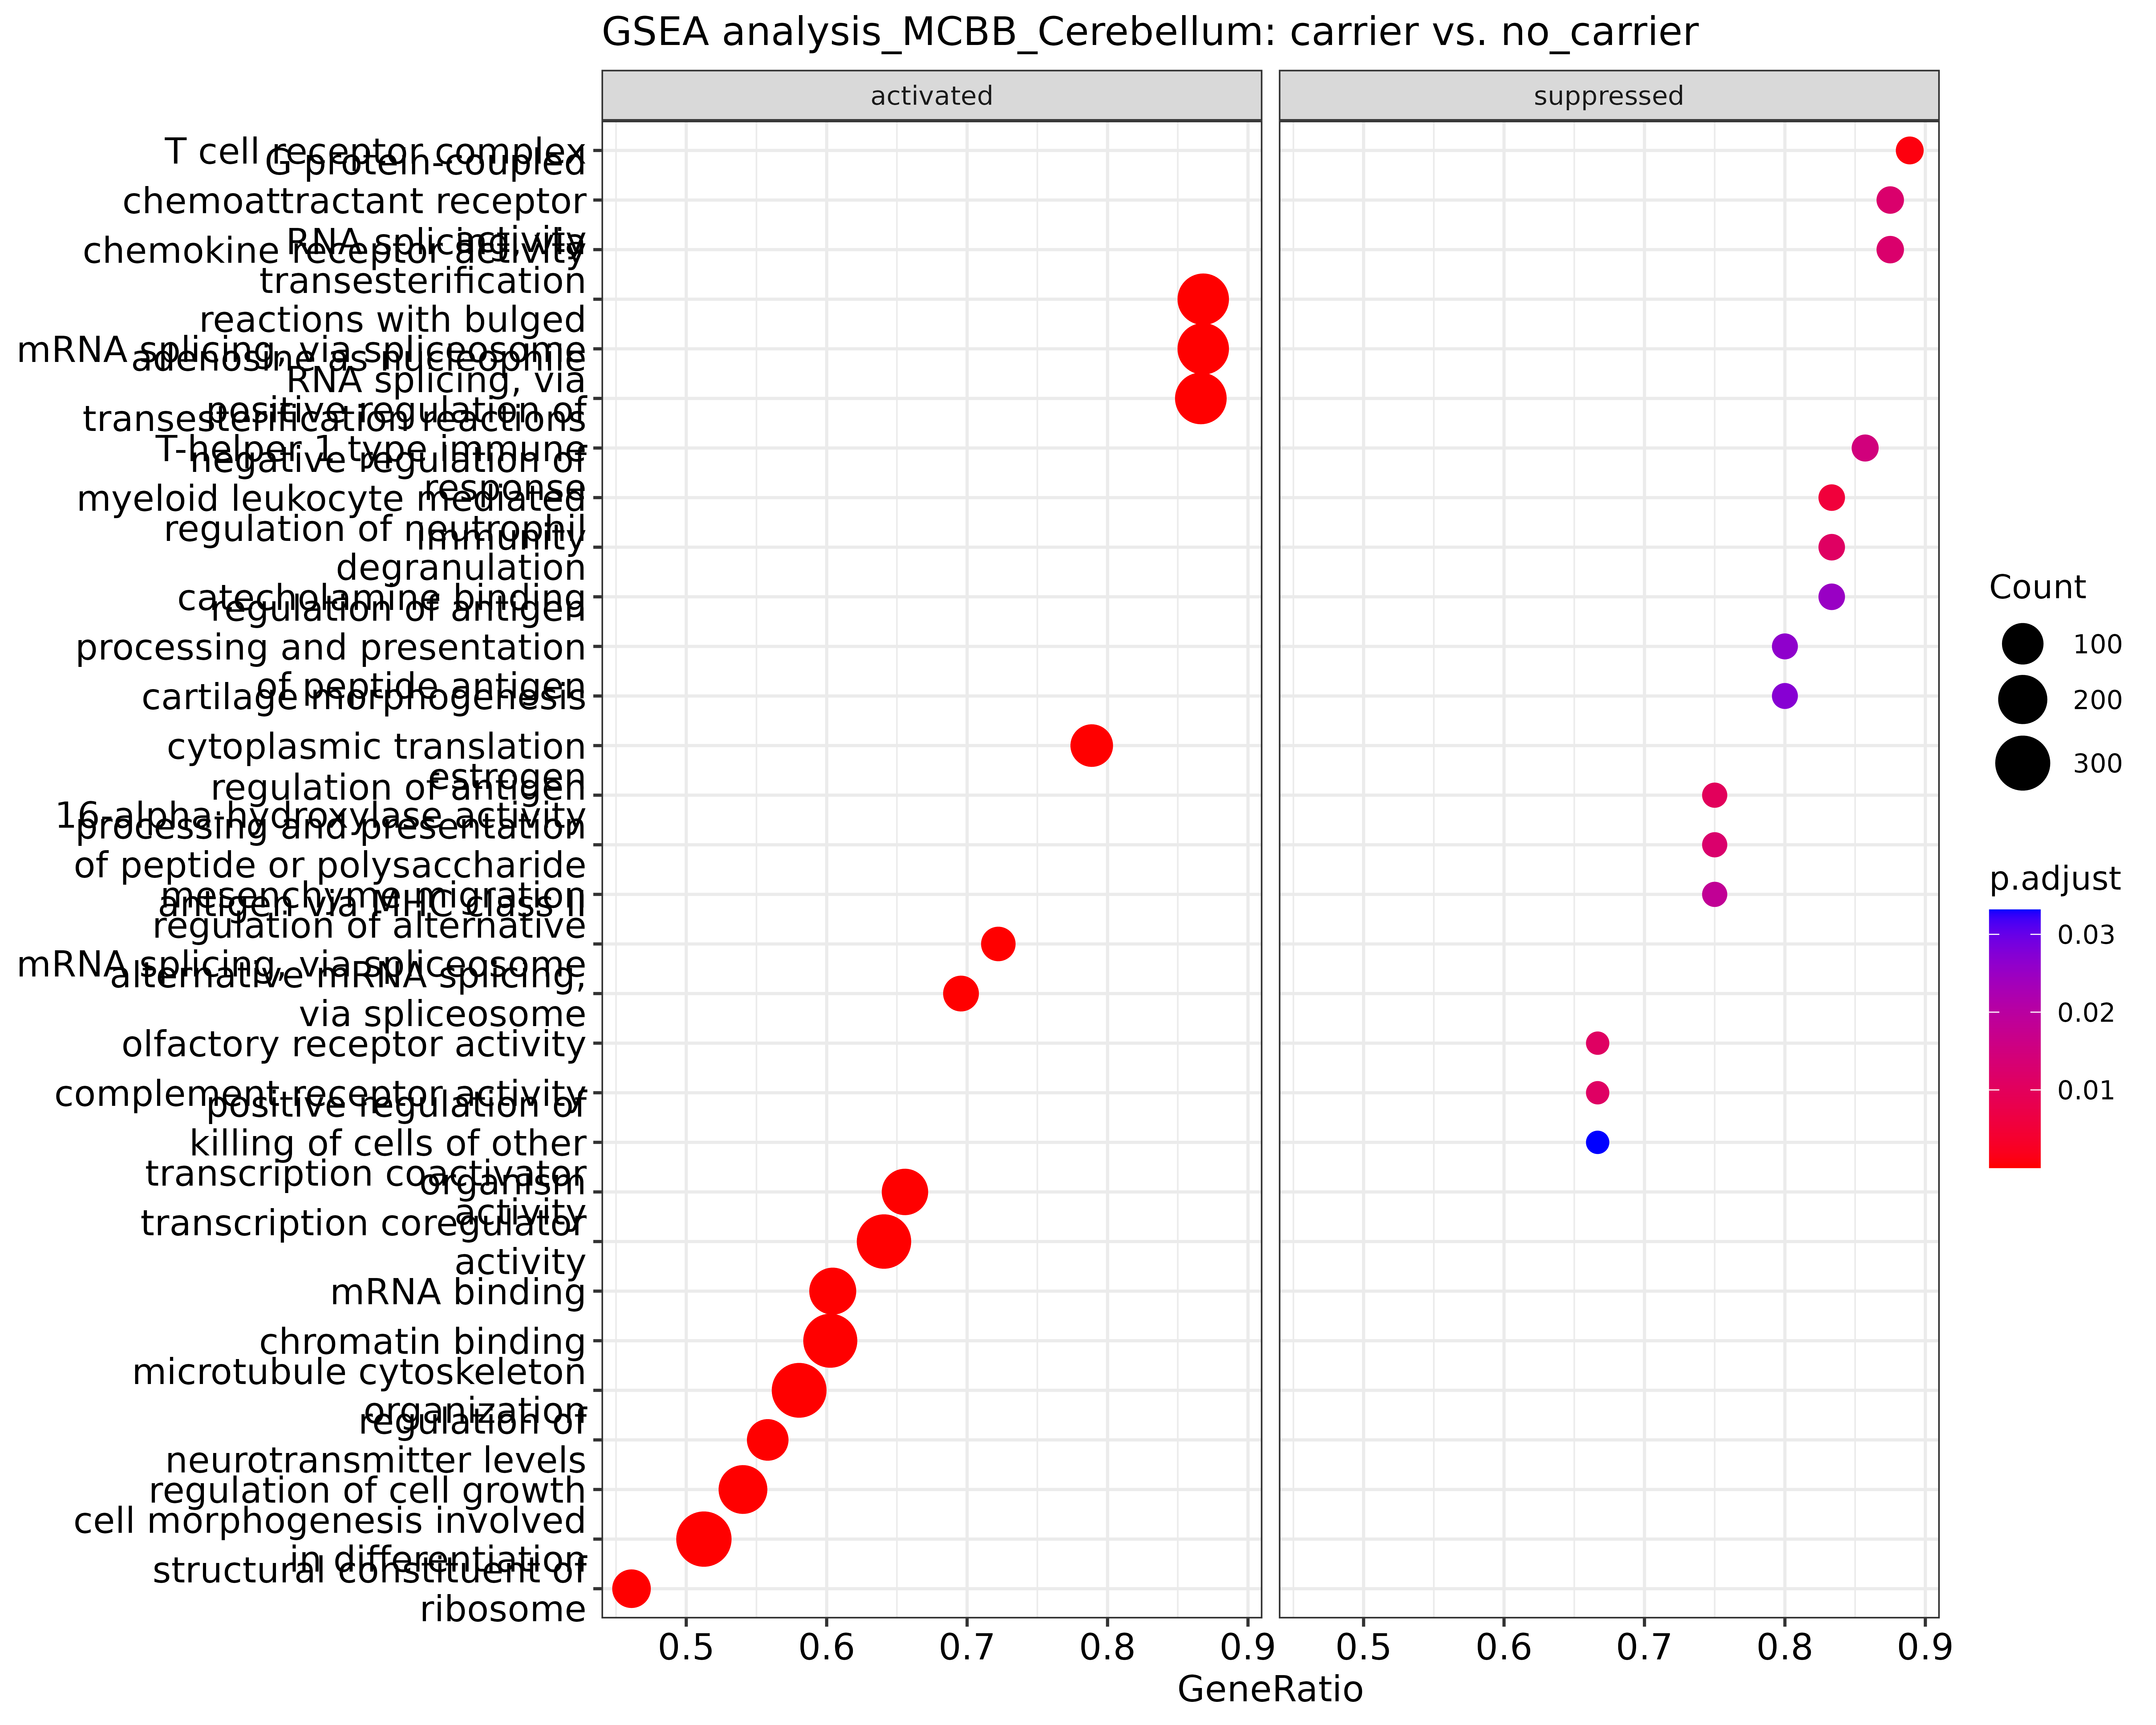 GSEA analysis_MCBB_Cerebellum: carrier vs. no_carrier
activated
suppressed
T cell receptor complex
G protein-coupled
chemoattractant receptor
activity
chemokine receptor activity
RNA splicing, via
transesterification
reactions with bulged
adenosine as nucleophile
mRNA splicing, via spliceosome
RNA splicing, via
transesterification reactions
positive regulation of
T-helper 1 type immune
response
negative regulation of
myeloid leukocyte mediated
immunity
regulation of neutrophil
degranulation
catecholamine binding
regulation of antigen
processing and presentation
of peptide antigen
cartilage morphogenesis
cytoplasmic translation
estrogen
16-alpha-hydroxylase activity
regulation of antigen
processing and presentation
of peptide or polysaccharide
antigen via MHC class II
mesenchyme migration
regulation of alternative
mRNA splicing, via spliceosome
alternative mRNA splicing,
via spliceosome
olfactory receptor activity
complement receptor activity
positive regulation of
killing of cells of other
organism
transcription coactivator
activity
transcription coregulator
activity
mRNA binding
chromatin binding
microtubule cytoskeleton
organization
regulation of
neurotransmitter levels
regulation of cell growth
cell morphogenesis involved
in differentiation
structural constituent of
ribosome
0.5 0.6 0.7 0.8 0.9
0.5 0.6 0.7 0.8 0.9
GeneRatio
Count
100
200
300
p.adjust
0.03
0.02
0.01